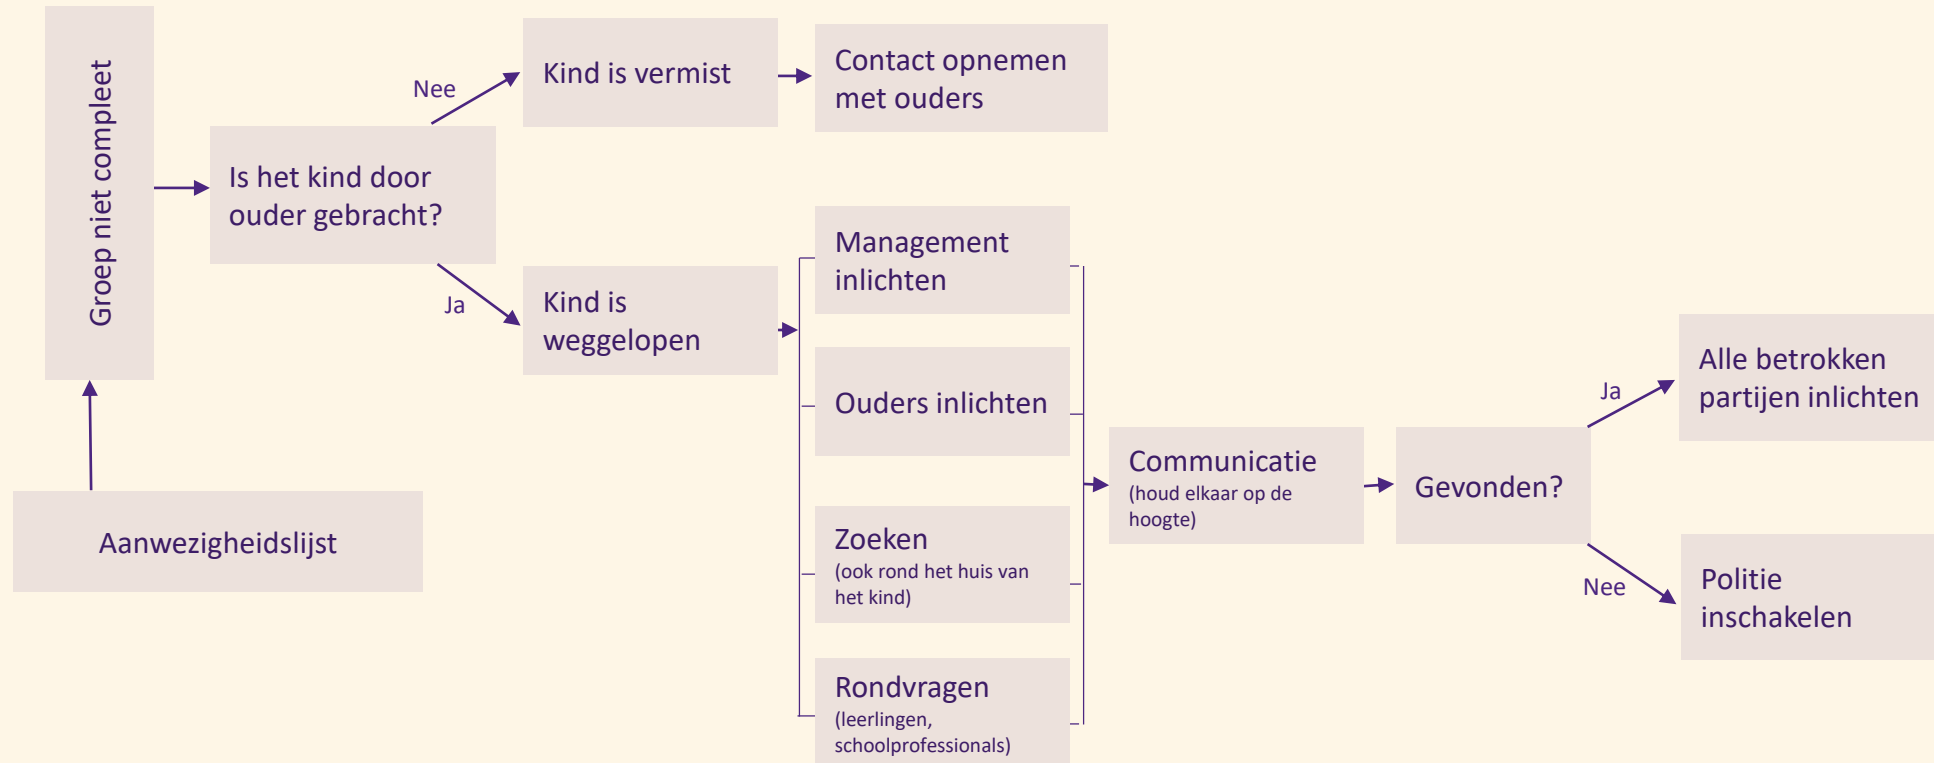 Aanwezigheidslijst
Groep niet compleet
Is het kind door
ouder gebracht?
Nee
Kind is vermist
Contact opnemen
met ouders
Ja
Kind is
weggelopen
Management
inlichten
Ouders inlichten
Zoeken
(ook rond het huis van
het kind)
Rondvragen
(leerlingen,
schoolprofessionals)
Communicatie
(houd elkaar op de
hoogte)
Gevonden?
Ja
Alle betrokken
partijen inlichten
Nee
Politie
inschakelen